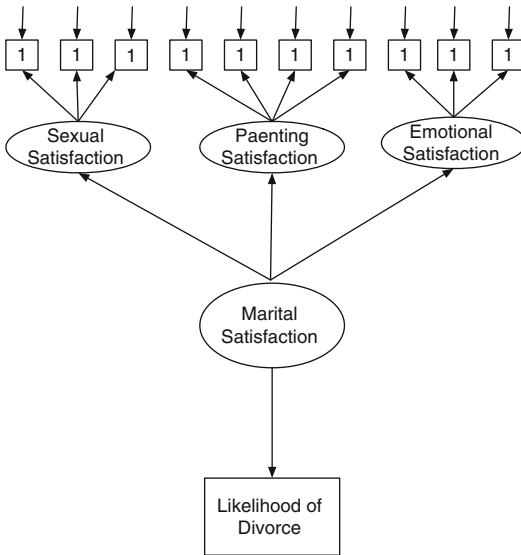 1 1 1 1 1 1 1 1 1 1
Sexual
Satisfaction
Paenting
Satisfaction
Emotional
Satisfaction
Marital
Satisfaction
Likelihood of
Divorce